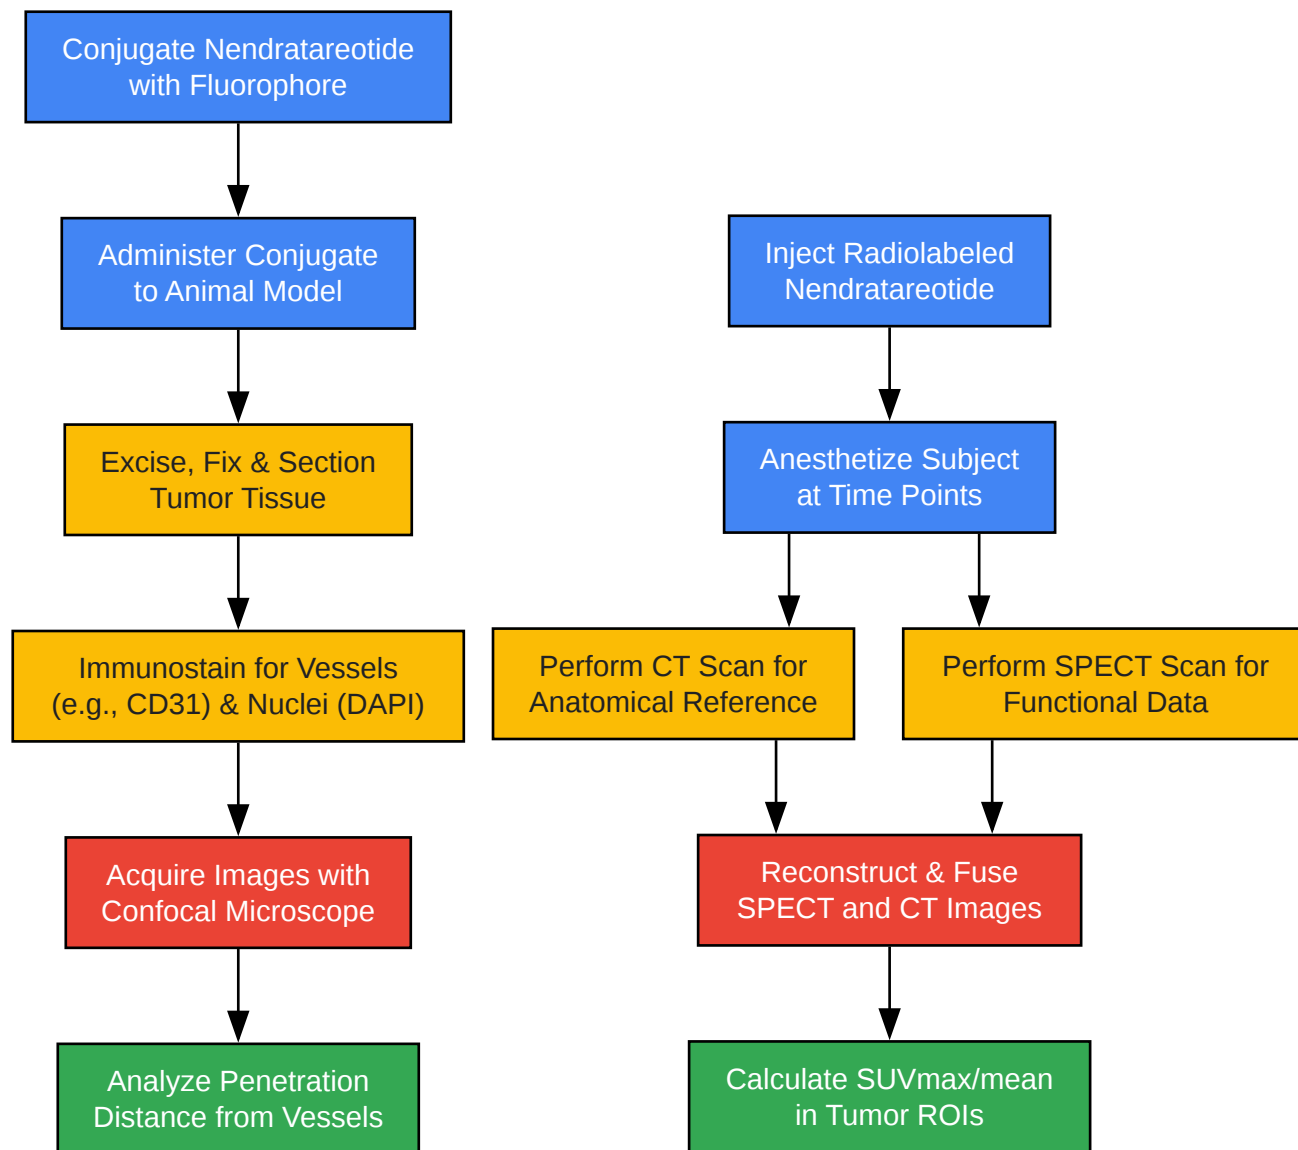 Conjugate Nendratareotide
with Fluorophore
Administer Conjugate
to Animal Model
Excise, Fix & Section
Tumor Tissue
Immunostain for Vessels
(e.g., CD31) & Nuclei (DAPI)
Acquire Images with
Confocal Microscope
Analyze Penetration
Distance from Vessels
Inject Radiolabeled
Nendratareotide
Anesthetize Subject
at Time Points
Perform CT Scan for
Anatomical Reference
Perform SPECT Scan for
Functional Data
Reconstruct & Fuse
SPECT and CT Images
Calculate SUVmax/mean
in Tumor ROIs